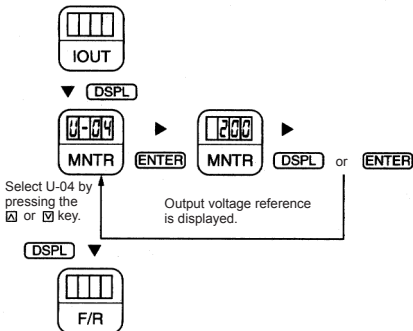 IOUT
▼ DSPL
U-04 ▶ 200 ▶
MNTR ENTER MNTR DSPL or ENTER
Select U-04 by
pressing the
∧ or ∨ key.
Output voltage reference
is displayed.
DSPL ▼
F/R